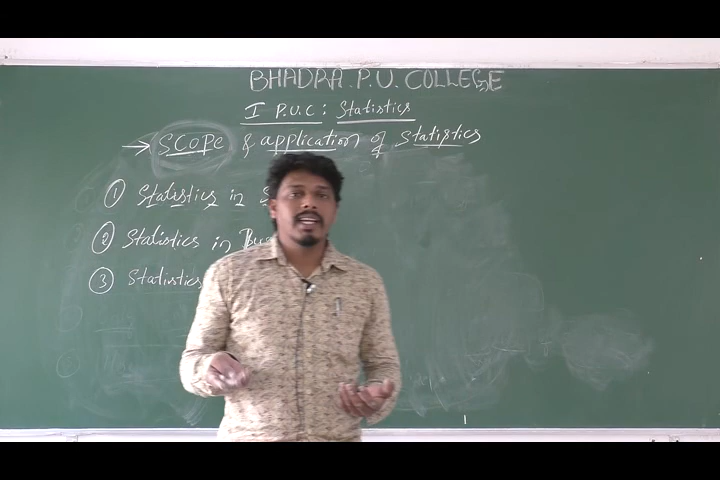 BHADRA. P. U. COLLEGE
I P.U.C : Statistics
→ SCOPE & application of Statistics
① Statistics in
② Statistics in
③ Statistics